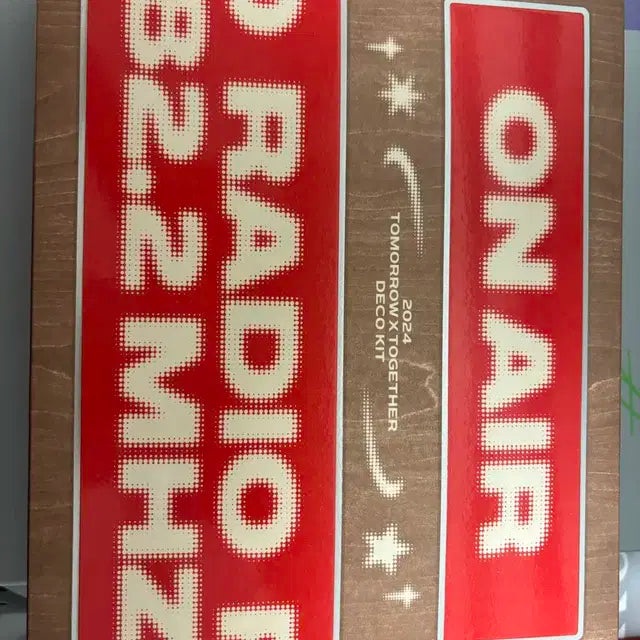 ON AIR
2024
TOMORROW X TOGETHER
DECO KIT
RADIO
82.2 MHZ